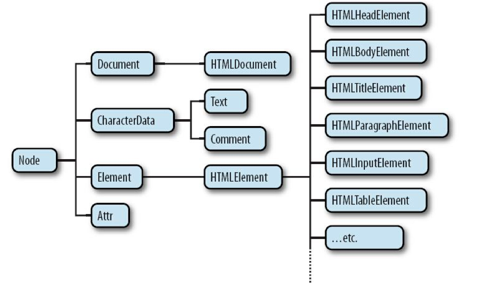 Node
Document
HTMLDocument
CharacterData
Text
Comment
Element
HTMLElement
Attr
HTMLHeadElement
HTMLBodyElement
HTMLTitleElement
HTMLParagraphElement
HTMLInputElement
HTMLTableElement
...etc.